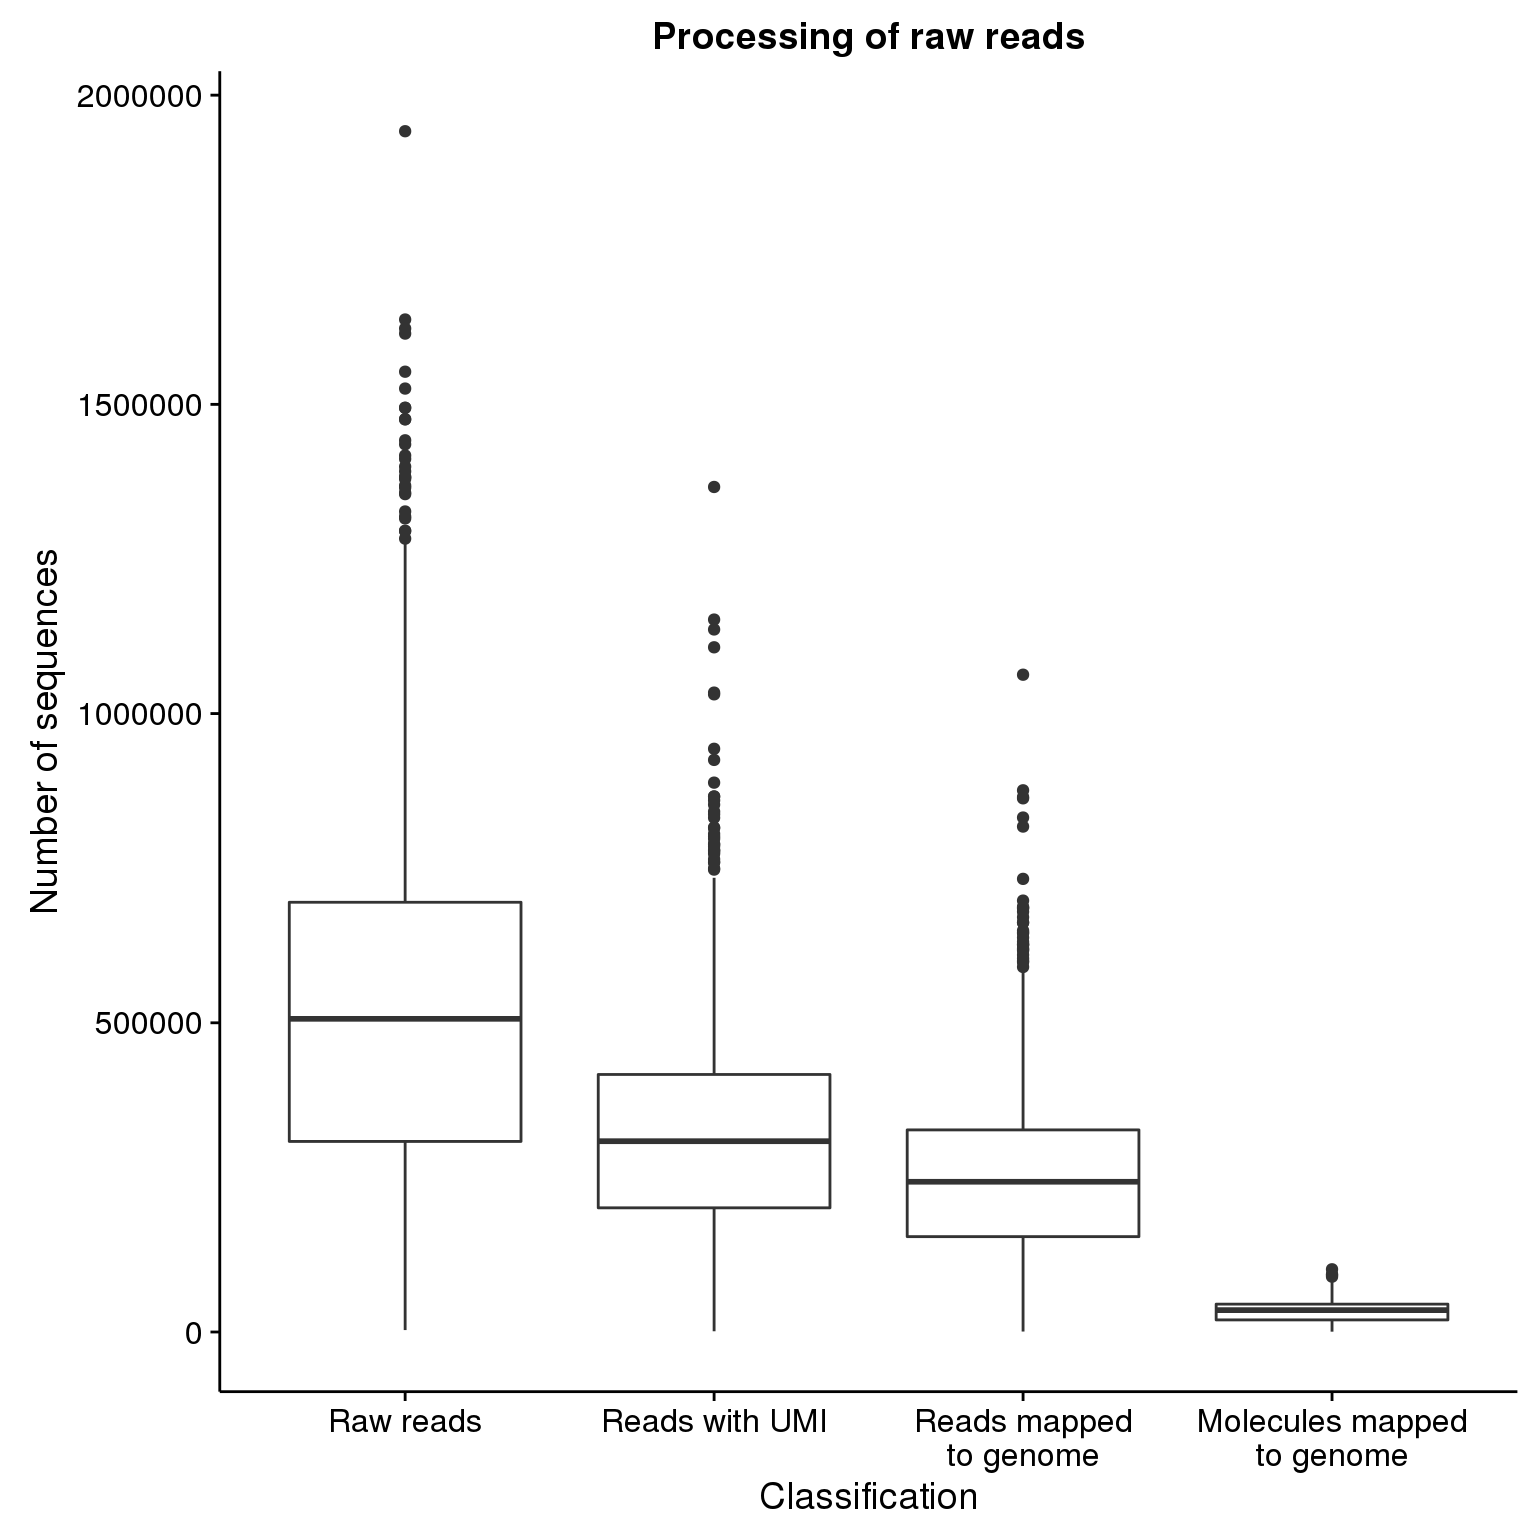 Processing of raw reads
Number of sequences
2000000
1500000
1000000
500000
0
Raw reads
Reads with UMI
Reads mapped
to genome
Molecules mapped
to genome
Classification